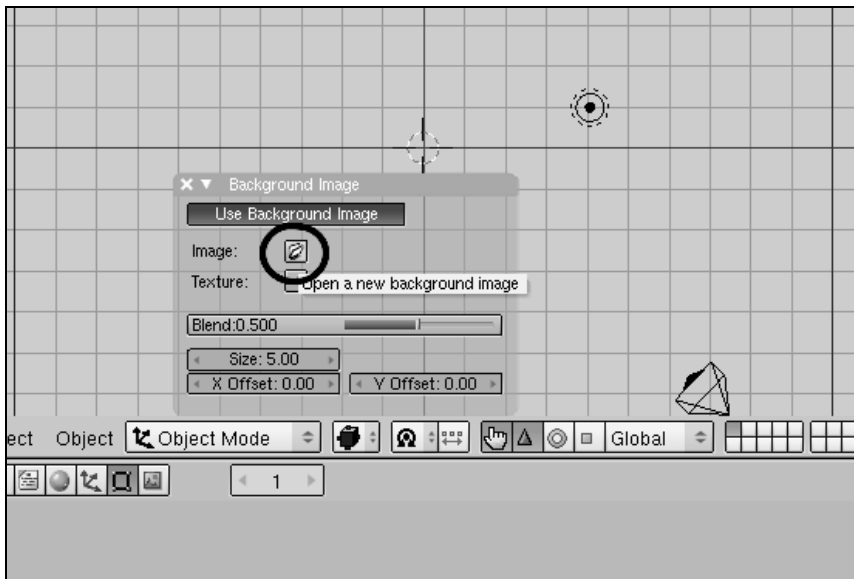 Background Image
Use Background Image
Image:
Texture:
Open a new background image
Blend:0.500
Size: 5.00
X Offset: 0.00
Y Offset: 0.00
ect Object Object Mode Global
1